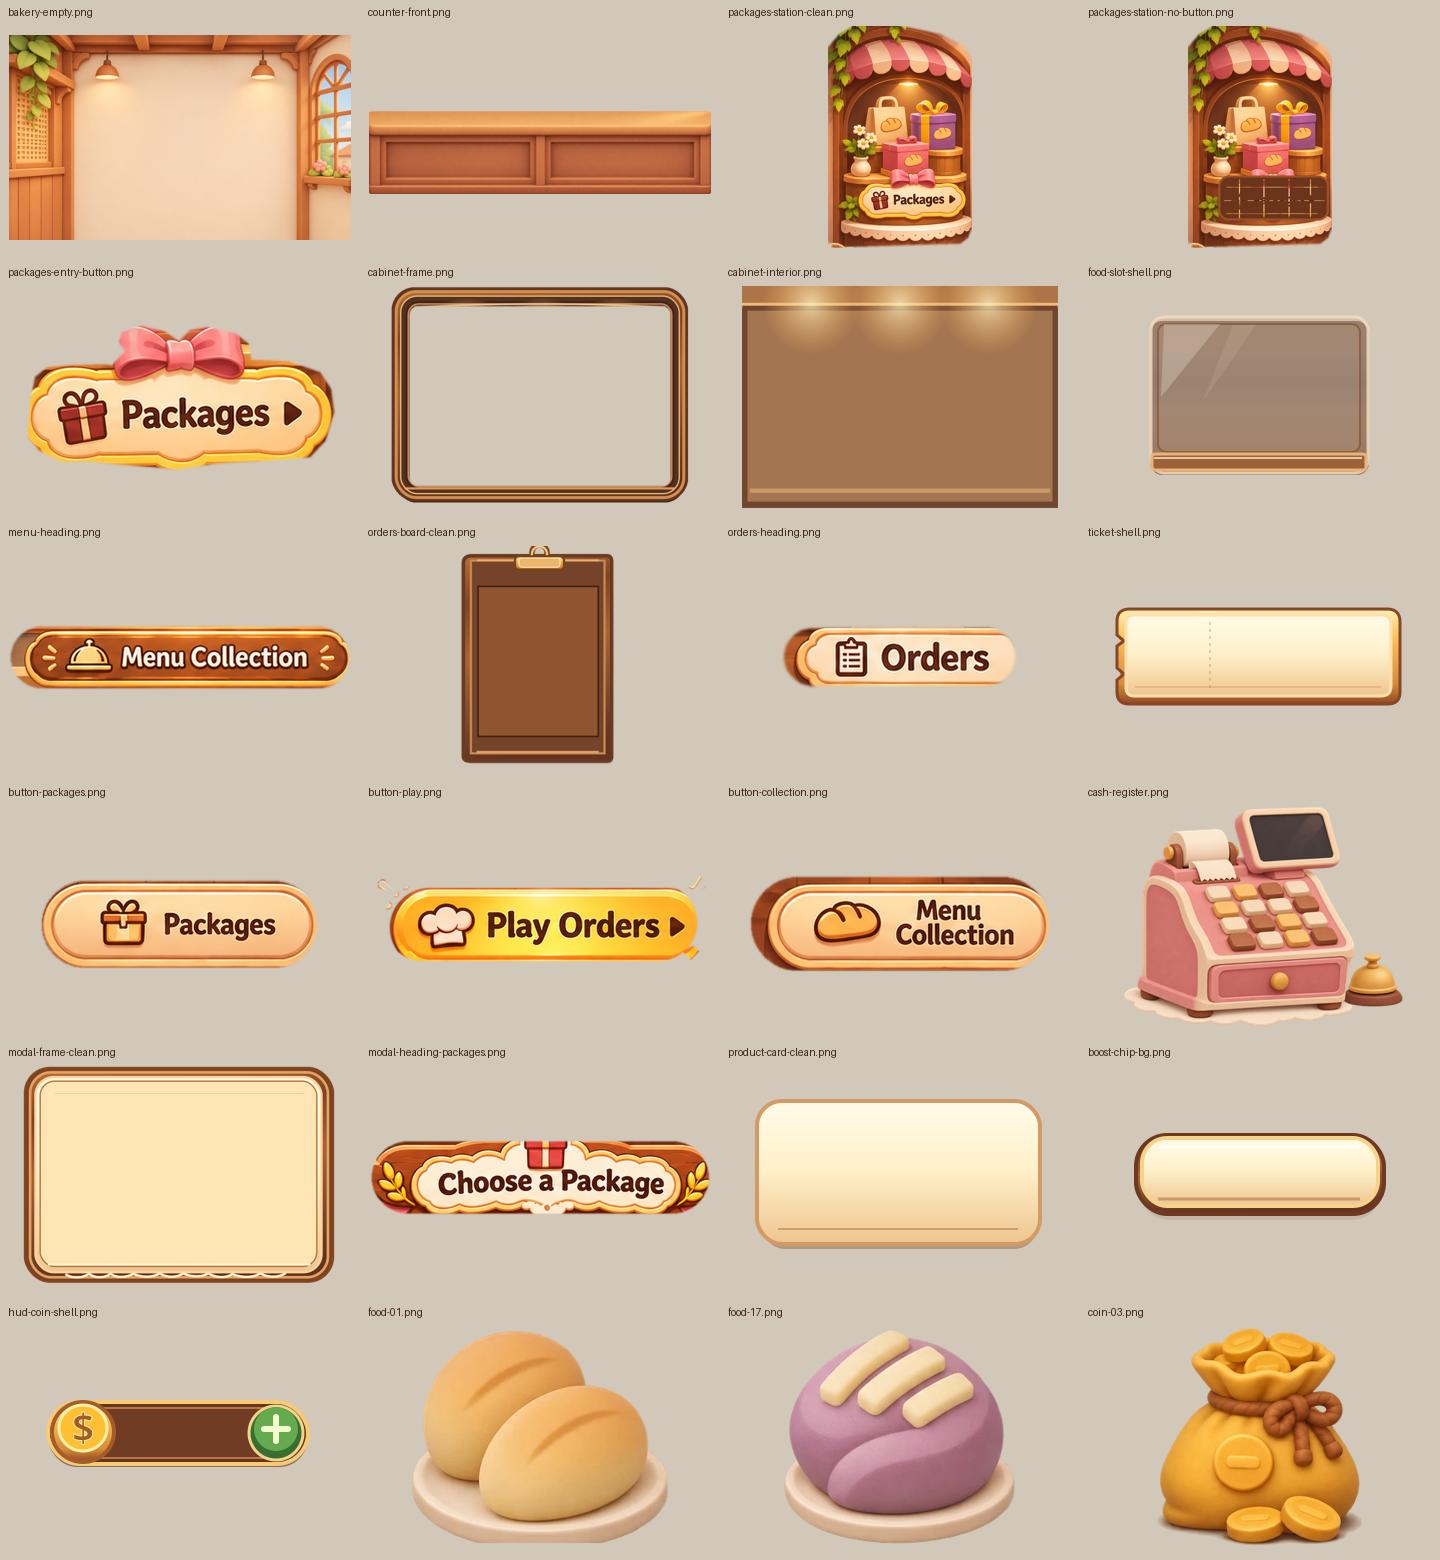 bakery-empty.png
counter-front.png
packages-station-clean.png
packages-station-no-button.png
Packages
packages-entry-button.png
cabinet-frame.png
cabinet-interior.png
food-slot-shell.png
Packages
menu-heading.png
orders-board-clean.png
orders-heading.png
ticket-shell.png
Menu Collection
Orders
button-packages.png
button-play.png
button-collection.png
cash-register.png
Packages
Play Orders
Menu
Collection
modal-frame-clean.png
modal-heading-packages.png
product-card-clean.png
boost-chip-bg.png
Choose a Package
hud-coin-shell.png
food-01.png
food-17.png
coin-03.png
$